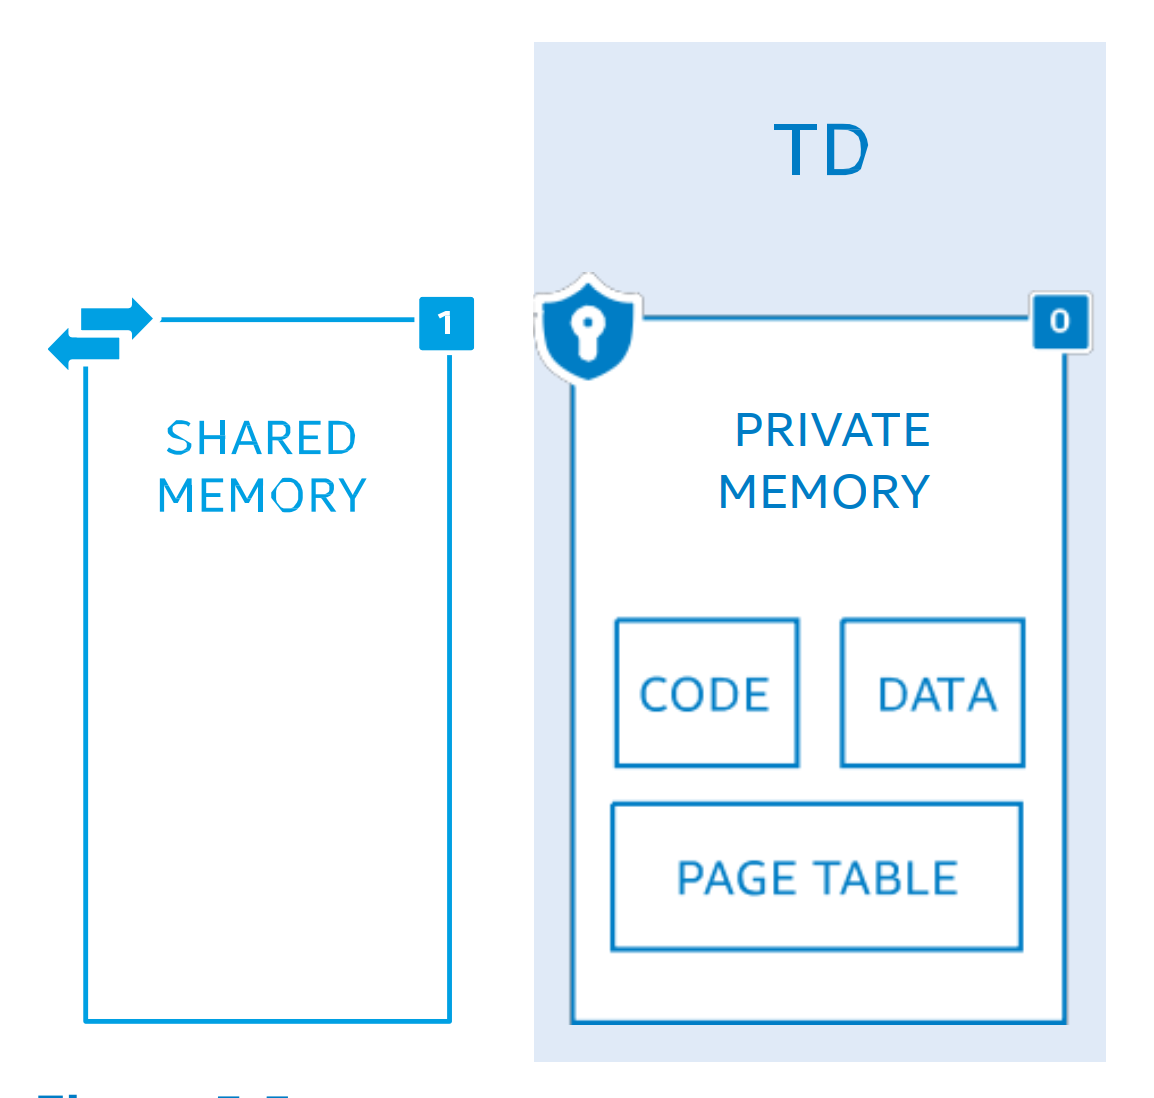 TD
1
0
SHARED
MEMORY
PRIVATE
MEMORY
CODE
DATA
PAGE TABLE